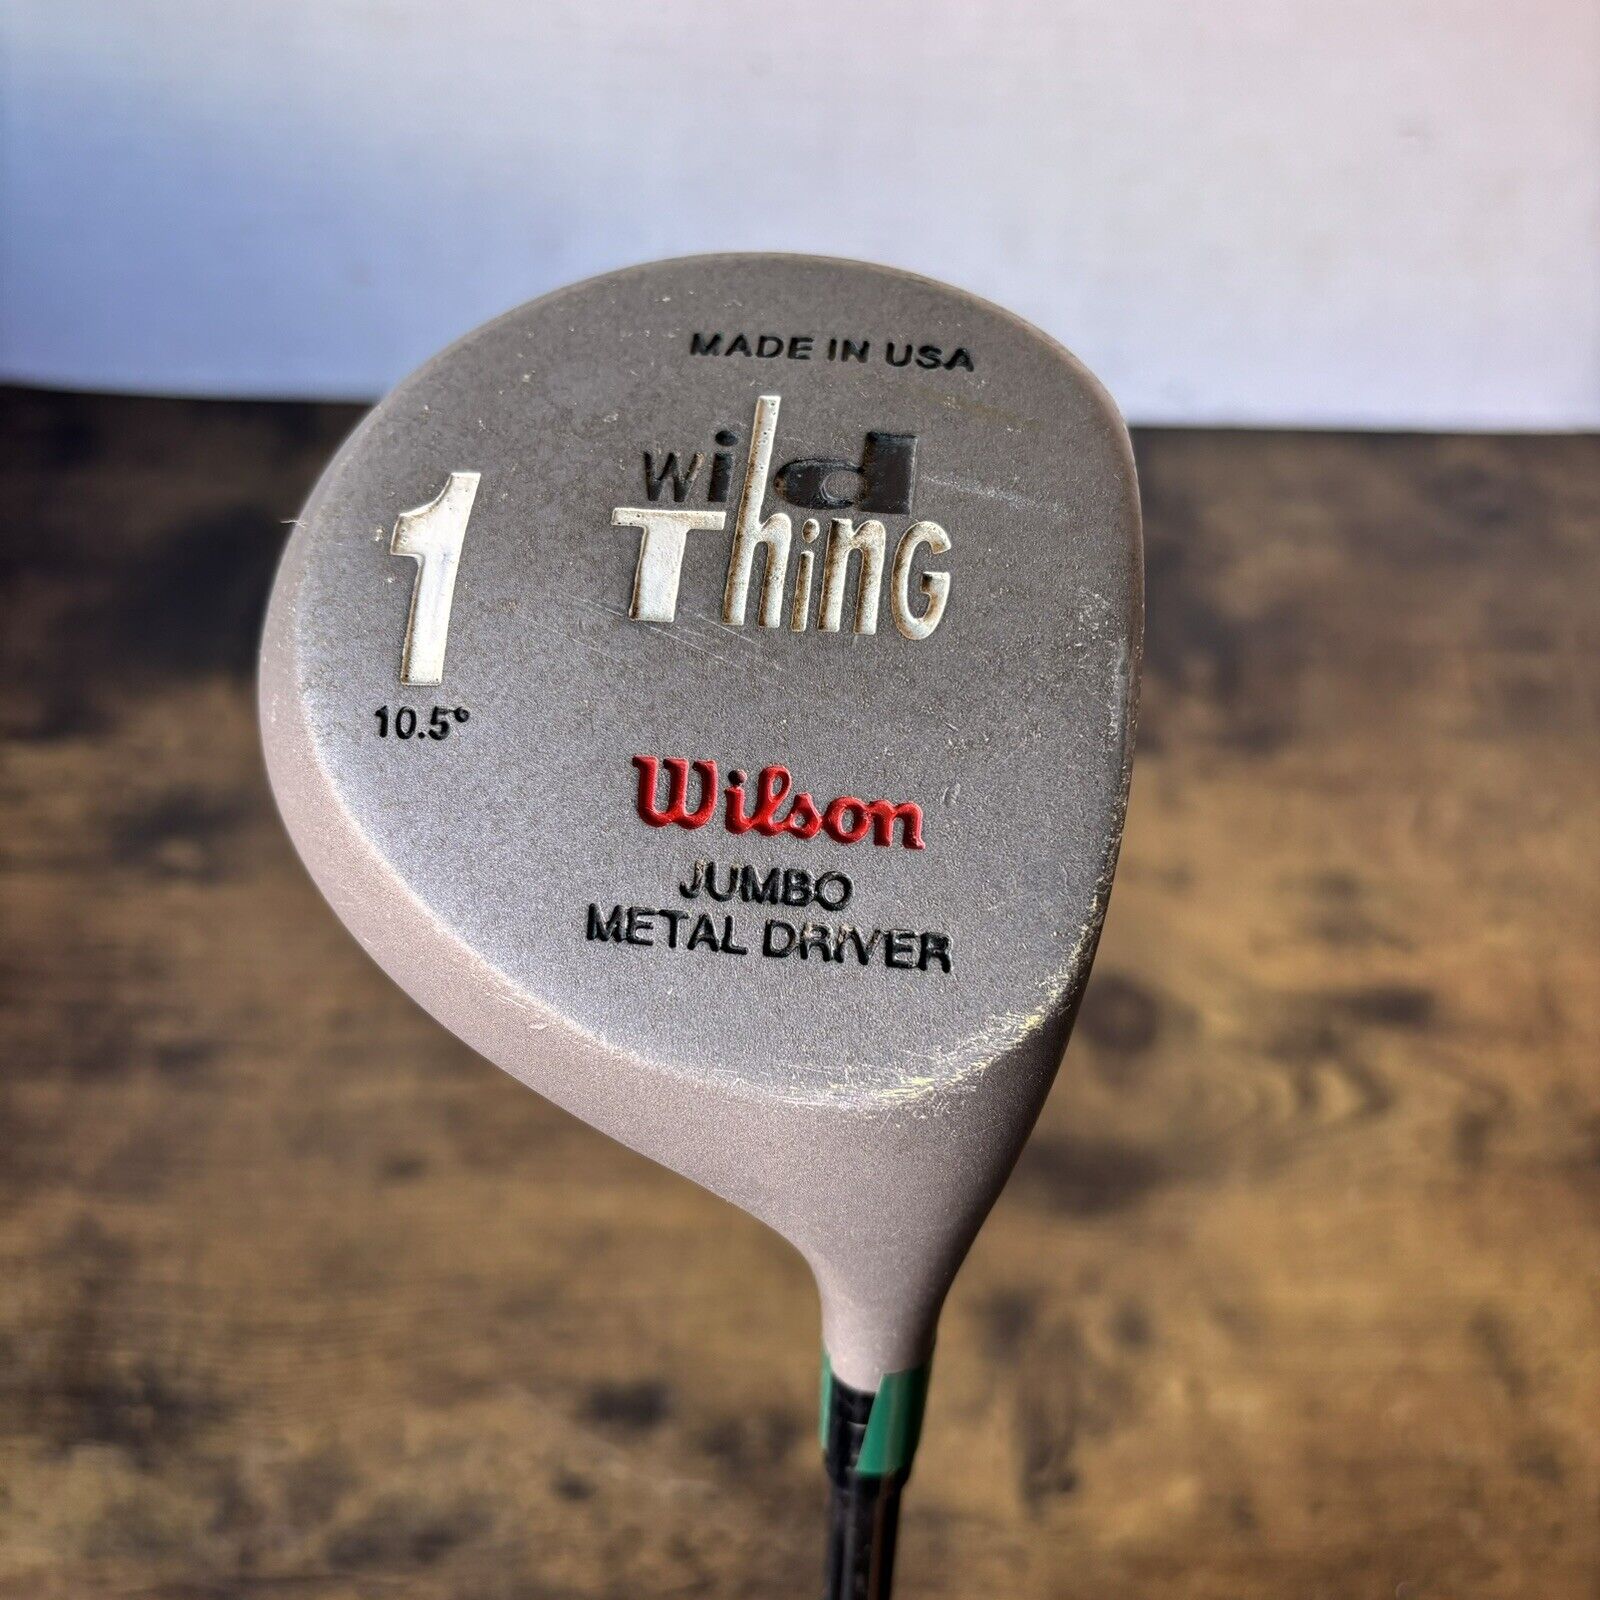 MADE IN USA
wild
THiNG
1
10.5°
Wilson
JUMBO
METAL DRIVER